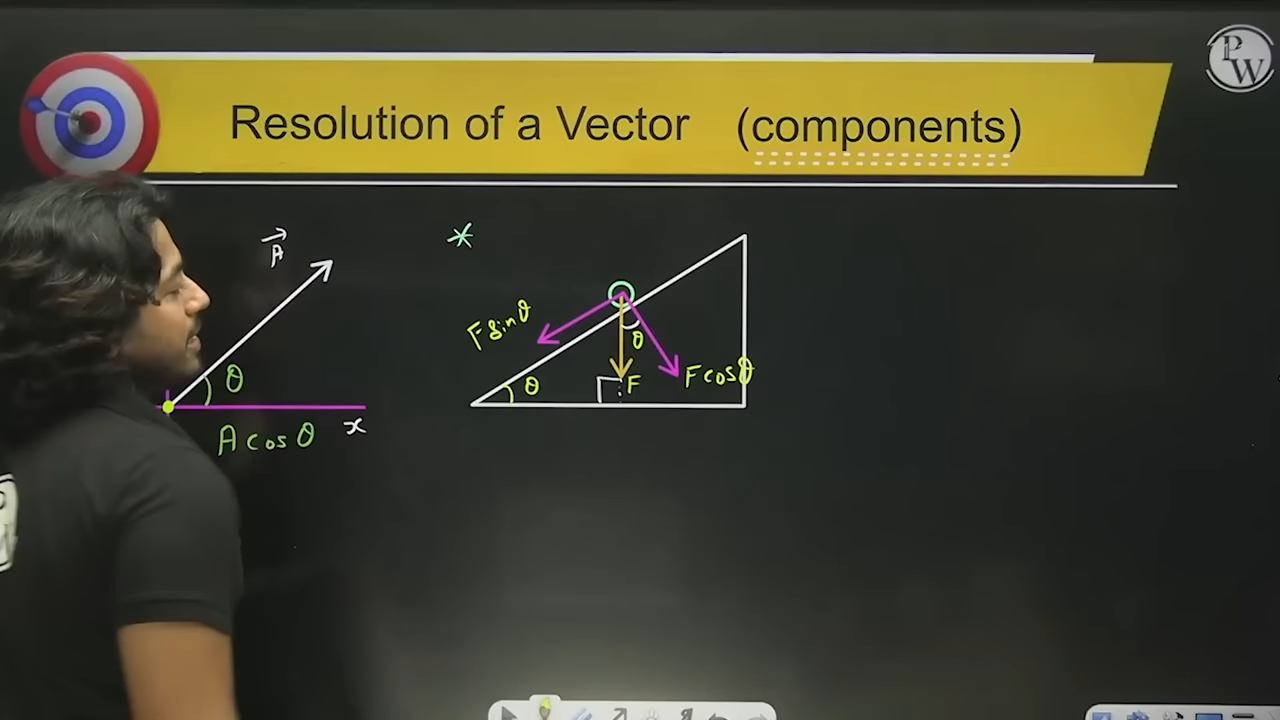 Resolution of a Vector (components)
PW
A
θ
A cos θ
x
*
F sin θ
θ
θ
F
F cos θ